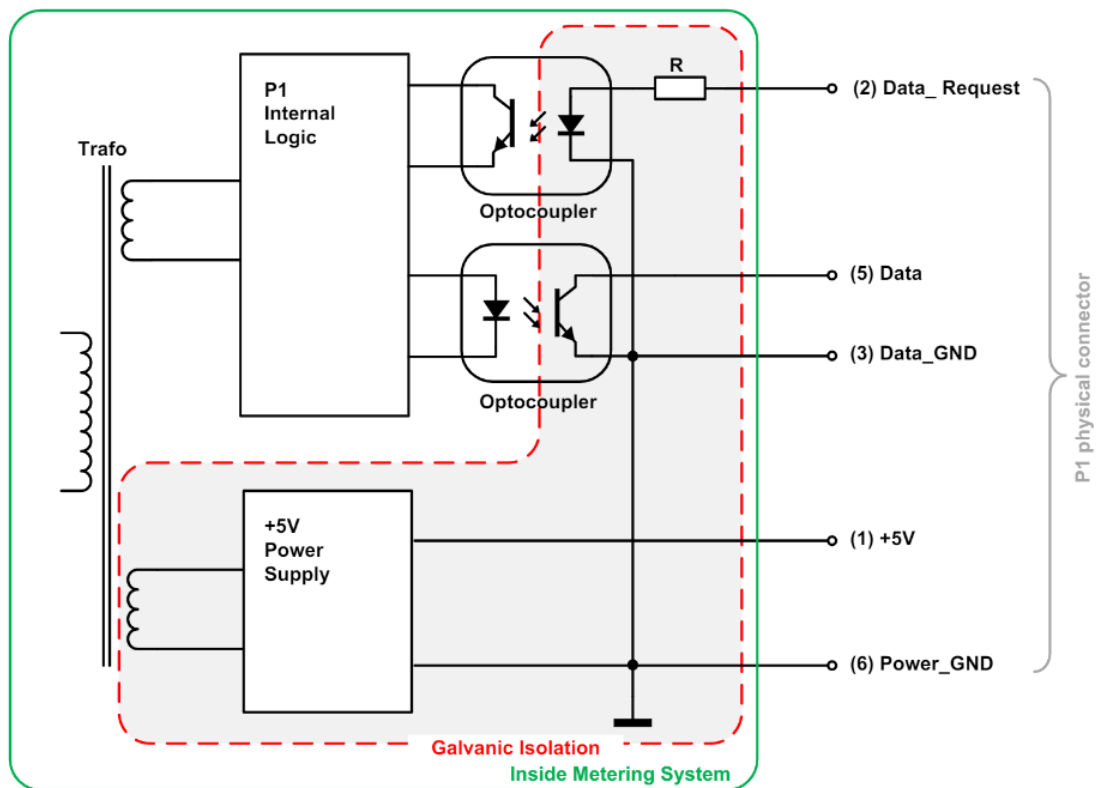 P1
Internal
Logic
R
(2) Data_ Request
Trafo
Optocoupler
(5) Data
(3) Data_GND
Optocoupler
P1 physical connector
+5V
Power
Supply
(1) +5V
(6) Power_GND
Galvanic Isolation
Inside Metering System